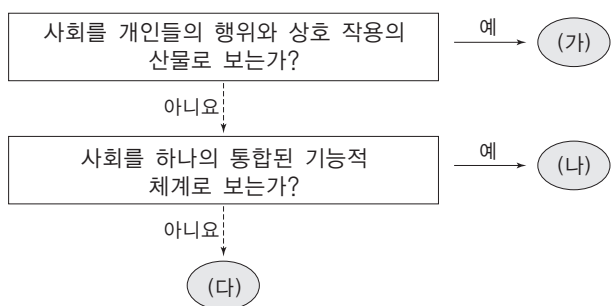 사회를 개인들의 행위와 상호 작용의
산물로 보는가?
예
(가)
아니요
사회를 하나의 통합된 기능적
체계로 보는가?
예
(나)
아니요
(다)